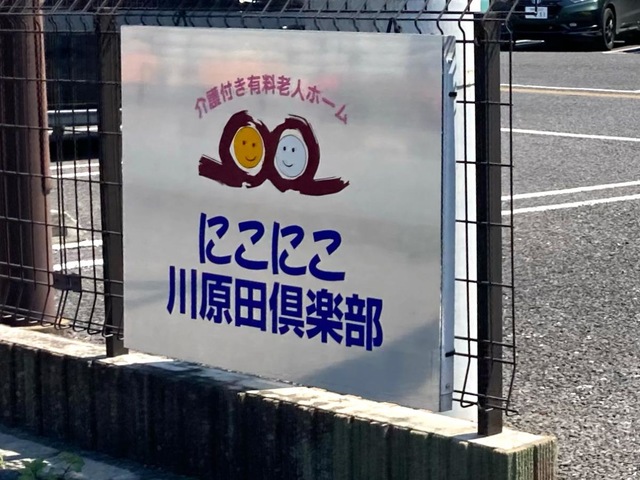 介護付き有料老人ホーム
にこにこ
川原田倶楽部